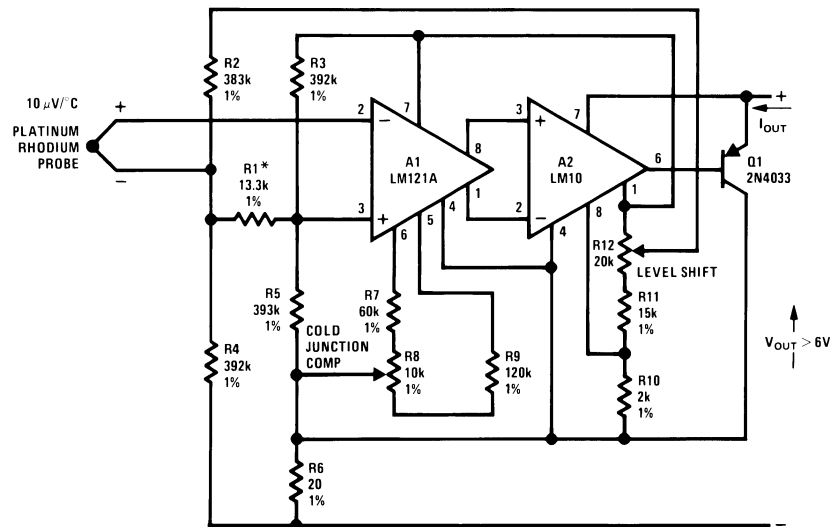 R2
383k
1%
R3
392k
1%
10 μV/°C
PLATINUM
RHODIUM
PROBE
+
−
R1*
13.3k
1%
2
−
7
A1
LM121A
8
1
3
+
6
5
4
3
+
7
A2
LM10
6
2
−
1
8
4
+
IOUT
Q1
2N4033
R12
20k
LEVEL SHIFT
R5
393k
1%
COLD
JUNCTION
COMP
R7
60k
1%
R8
10k
1%
R9
120k
1%
R11
15k
1%
R10
2k
1%
VOUT > 6V
R4
392k
1%
R6
20
1%
−